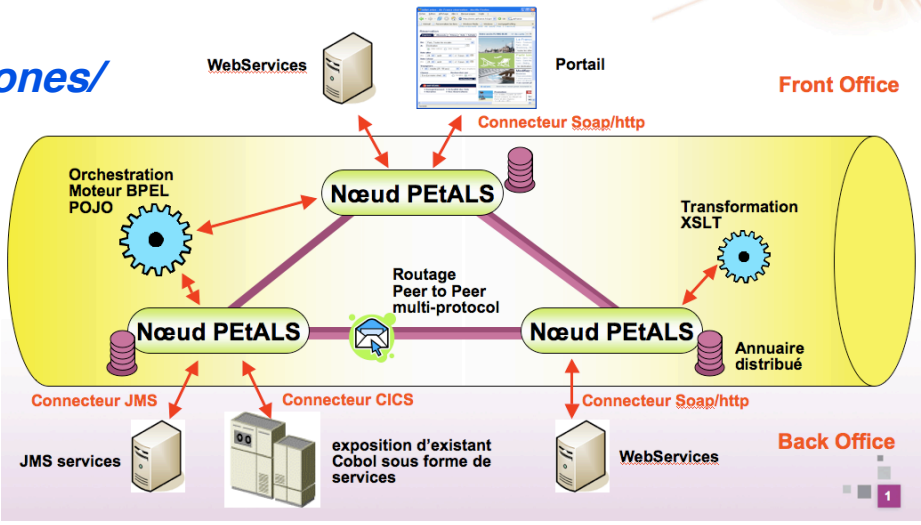 ones/
WebServices
Portail
Front Office
Connecteur Soap/http
Orchestration
Moteur BPEL
POJO
Nœud PEtALS
Transformation
XSLT
Routage
Peer to Peer
multi-protocol
Nœud PEtALS
Nœud PEtALS
Annuaire
distribué
Connecteur JMS
Connecteur CICS
Connecteur Soap/http
Back Office
JMS services
exposition d'existant
Cobol sous forme de
services
WebServices
1